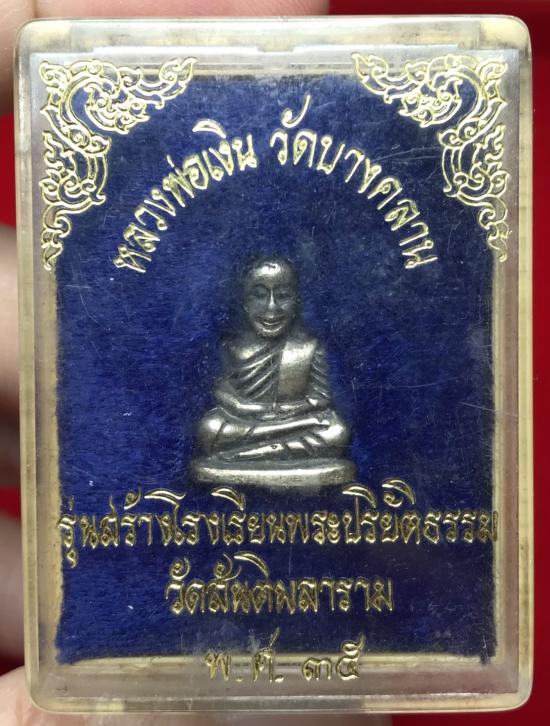 หลวงพ่อเงิน วัดบางคลาน
รุ่นสร้างโรงเรียนพระปริยัติธรรม
วัดสันติพลาราม
พ.ศ. ๓๕